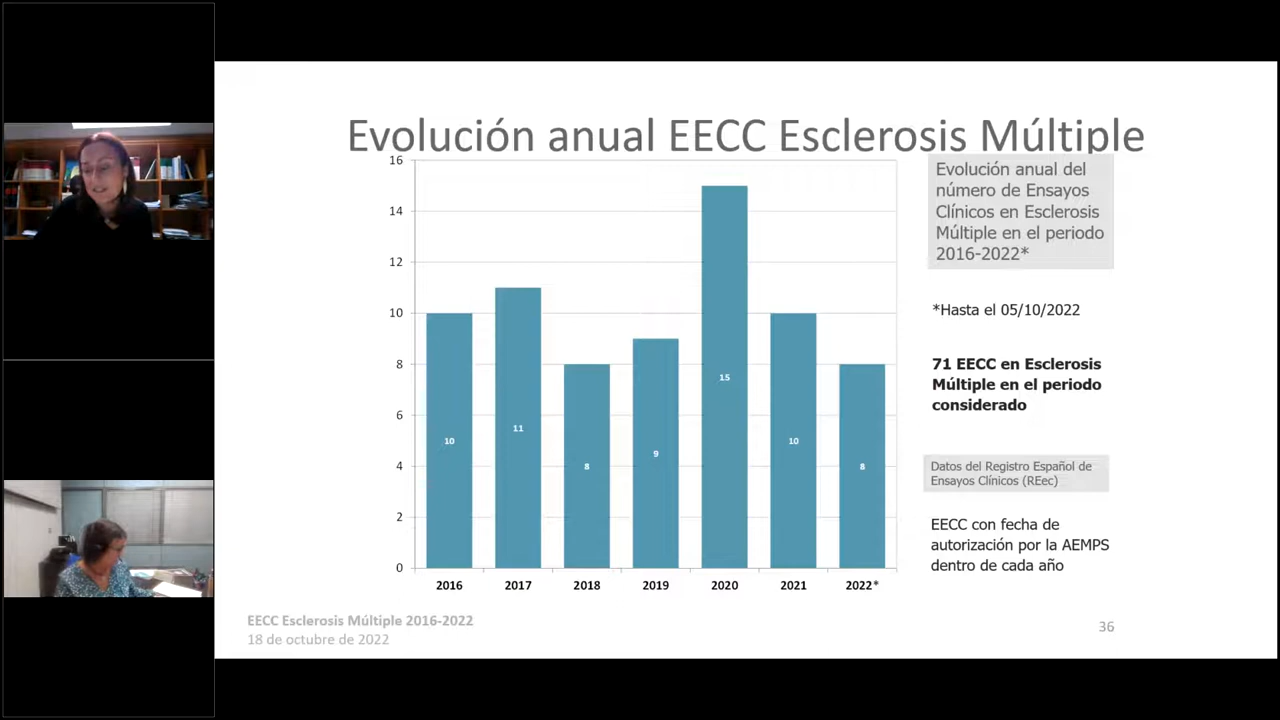 Evolución anual EECC Esclerosis Múltiple
16
14
12
10
8
6
4
2
0
10
11
8
9
15
10
8
2016
2017
2018
2019
2020
2021
2022*
Evolución anual del
número de Ensayos
Clínicos en Esclerosis
Múltiple en el periodo
2016-2022*
*Hasta el 05/10/2022
71 EECC en Esclerosis
Múltiple en el periodo
considerado
Datos del Registro Español de
Ensayos Clínicos (REec)
EECC con fecha de
autorización por la AEMPS
dentro de cada año
EECC Esclerosis Múltiple 2016-2022
18 de octubre de 2022
36